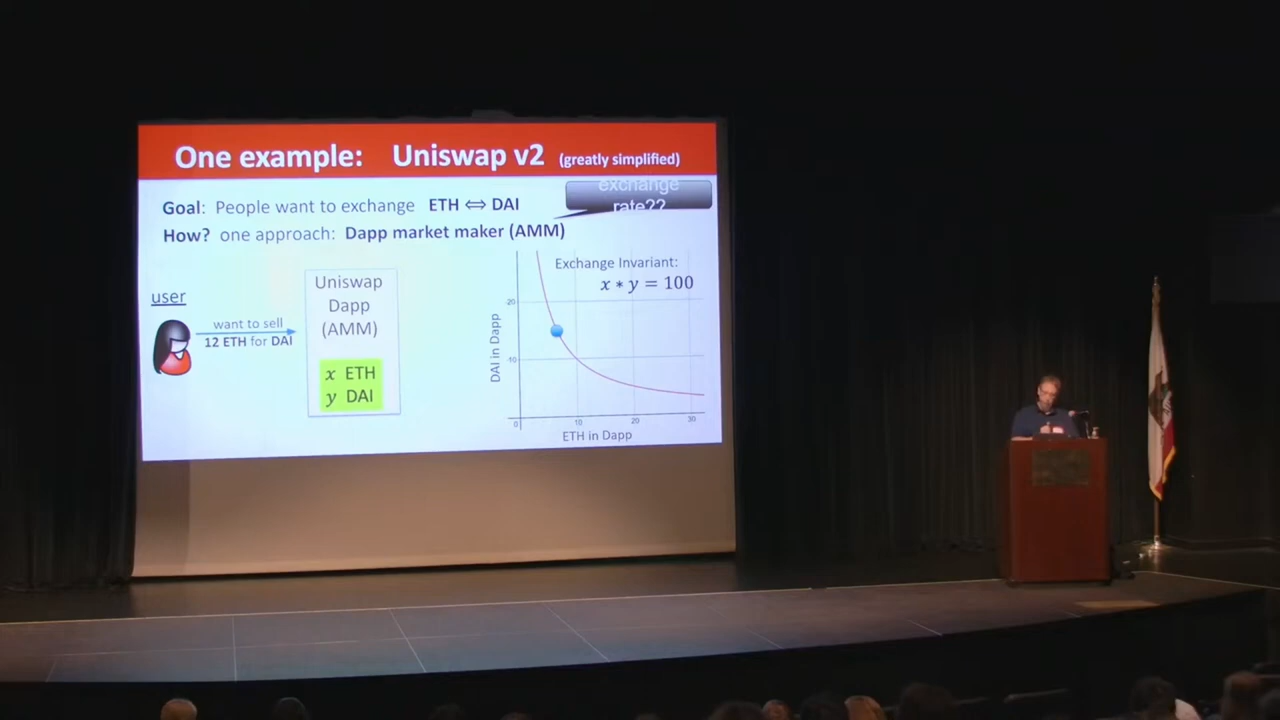 One example: Uniswap v2 (greatly simplified)
exchange
rate??
Goal: People want to exchange ETH ⇔ DAI
How? one approach: Dapp market maker (AMM)
user
want to sell
12 ETH for DAI
Uniswap
Dapp
(AMM)
x ETH
y DAI
Exchange Invariant:
x * y = 100
DAI in Dapp
20
10
0
10
20
30
ETH in Dapp